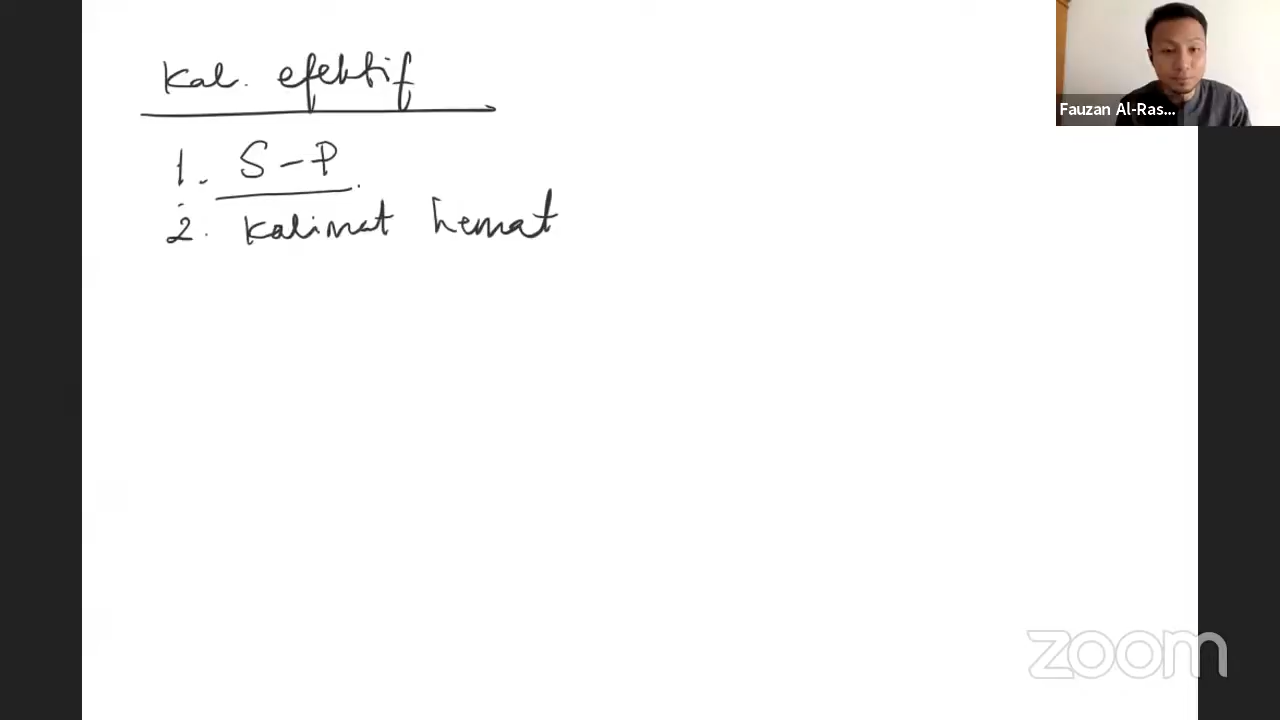 Kal. efektif
1. S-P
2. Kalimat hemat
Fauzan Al-Ras...
zoom